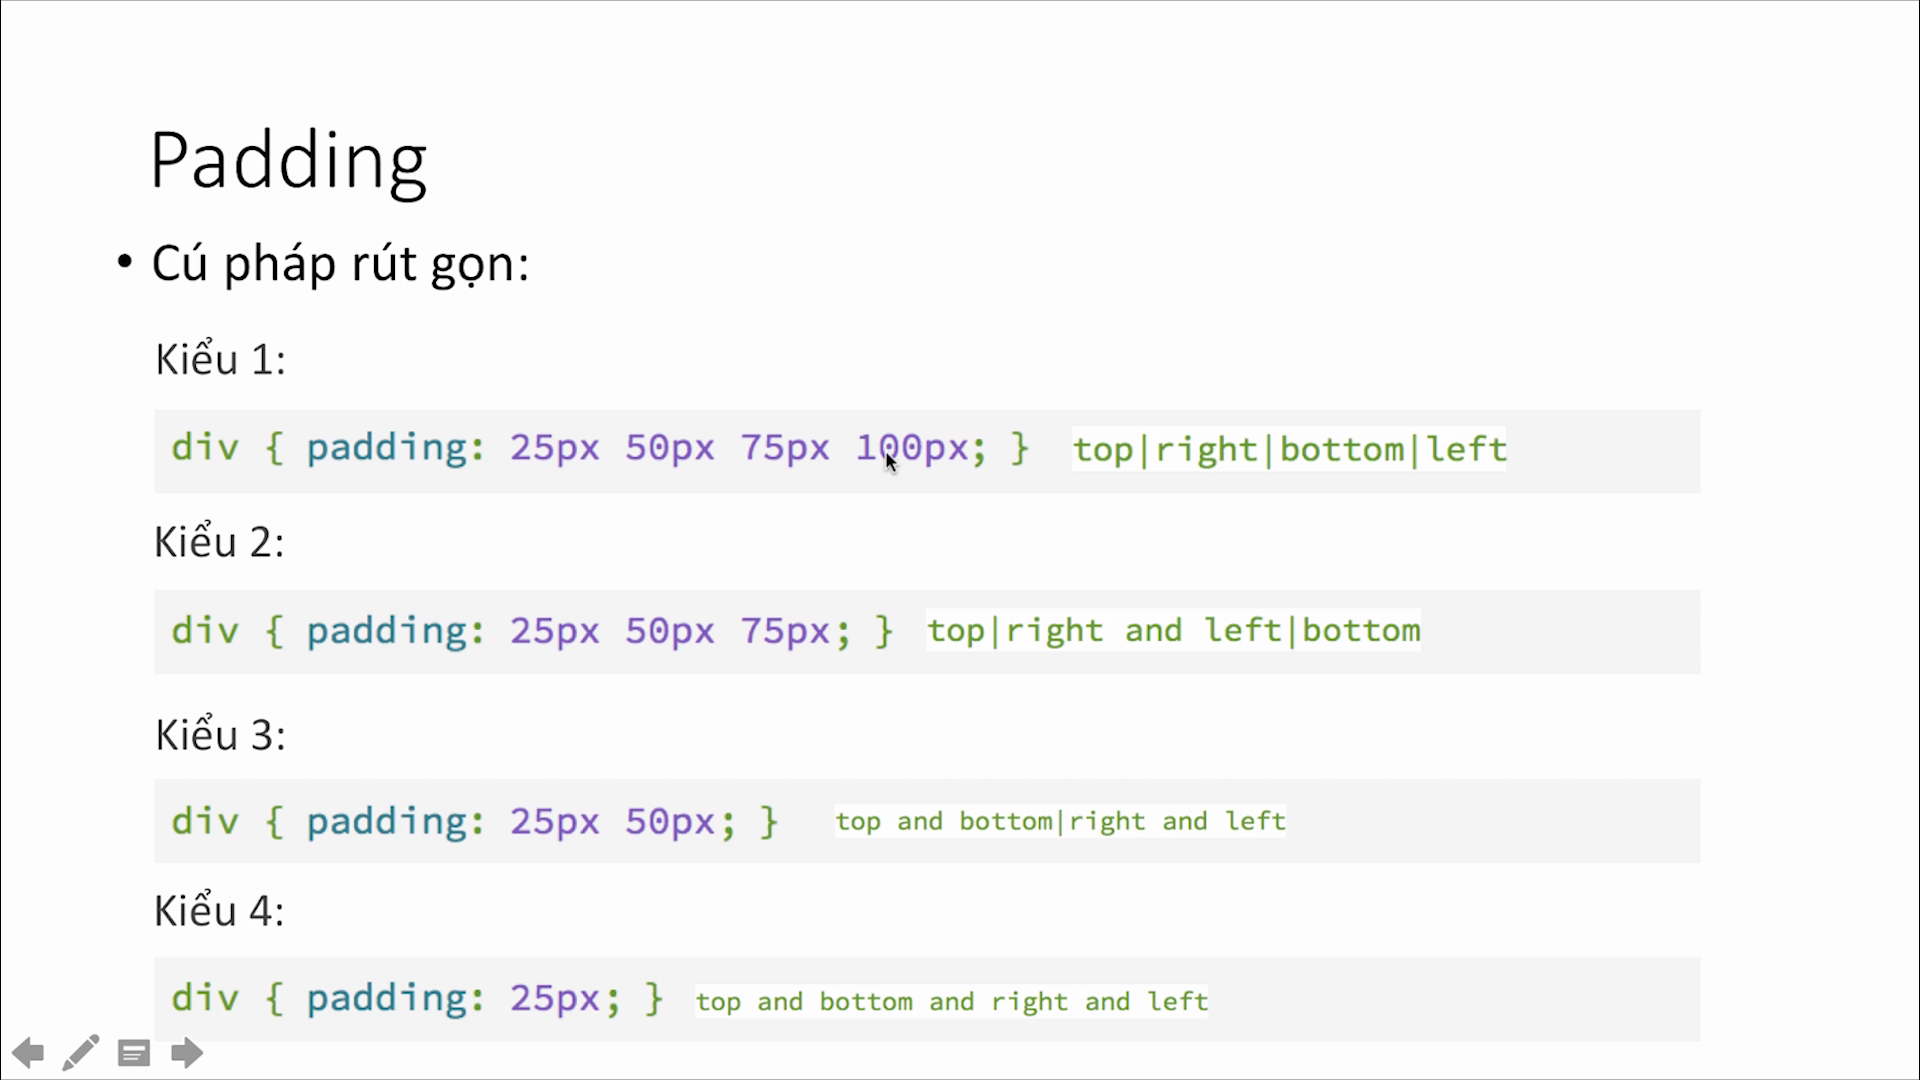 Padding
• Cú pháp rút gọn:
Kiểu 1:
div { padding: 25px 50px 75px 100px; } top|right|bottom|left
Kiểu 2:
div { padding: 25px 50px 75px; } top|right and left|bottom
Kiểu 3:
div { padding: 25px 50px; } top and bottom|right and left
Kiểu 4:
div { padding: 25px; } top and bottom and right and left